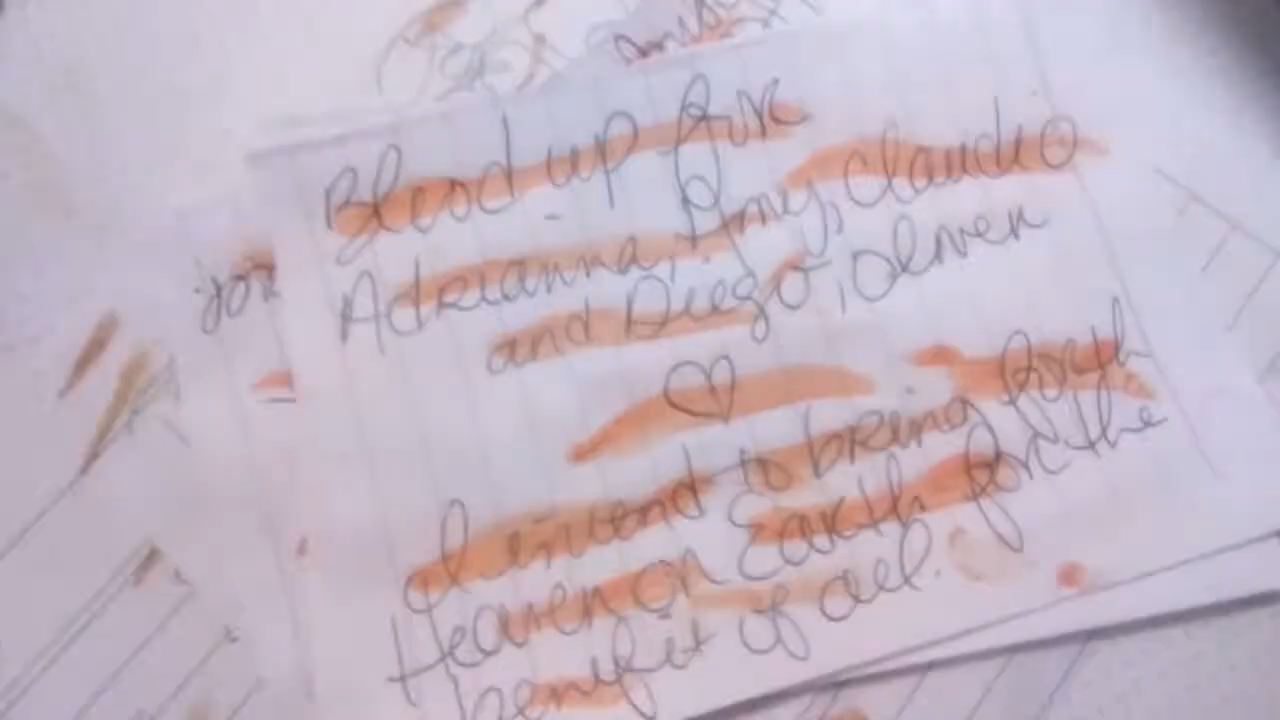 Blood up for
Adrianna, Amy, Claudio
and Diego, Oliver
I intend to bring forth
Heaven on Earth for the
benefit of all.
for